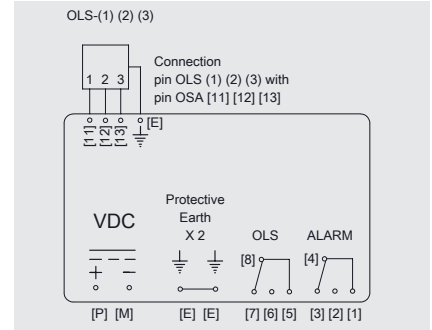 OLS-(1) (2) (3)
Connection
pin OLS (1) (2) (3) with
pin OSA [11] [12] [13]
1 2 3
[11] [12] [13] [E]
Protective
Earth
X 2
VDC
OLS
ALARM
[8]
[4]
+ −
[P] [M] [E] [E] [7] [6] [5] [3] [2] [1]